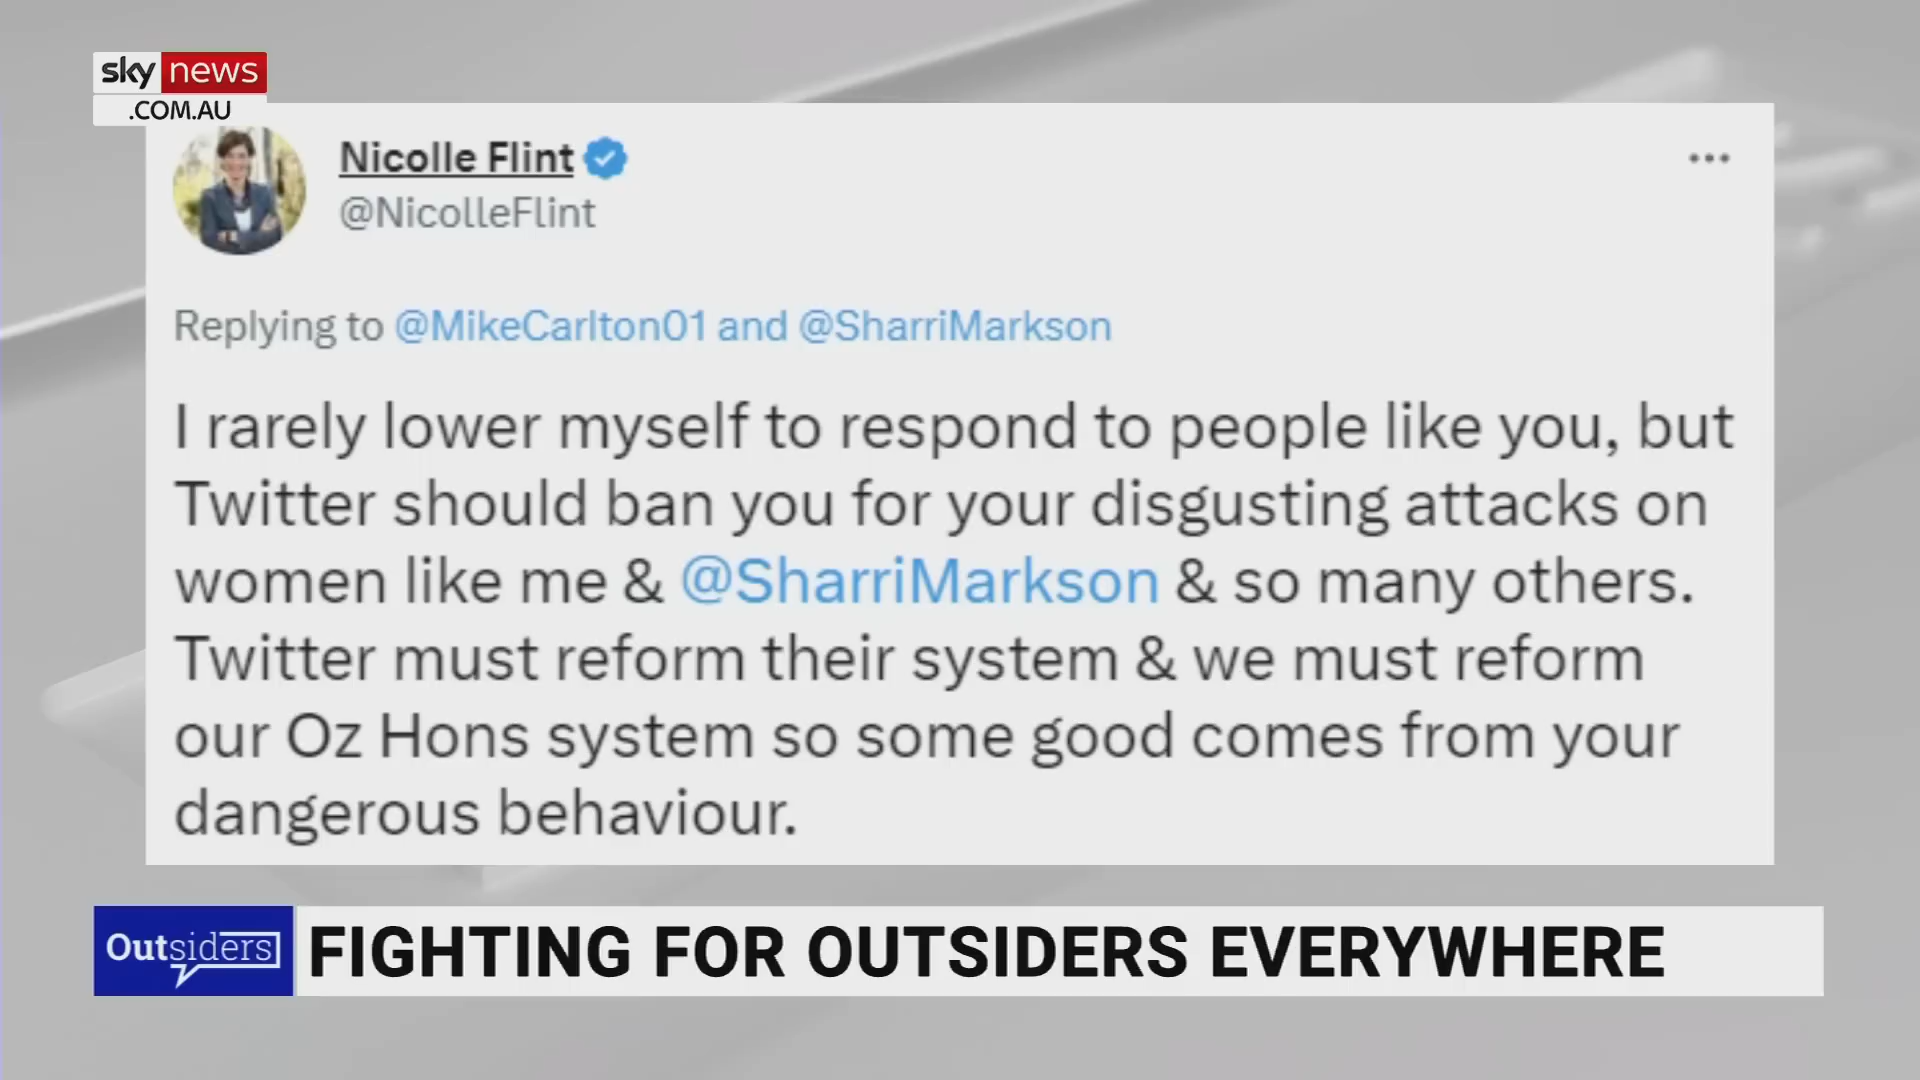 sky news
.COM.AU
Nicolle Flint
@NicolleFlint
Replying to @MikeCarlton01 and @SharriMarkson
I rarely lower myself to respond to people like you, but
Twitter should ban you for your disgusting attacks on
women like me & @SharriMarkson & so many others.
Twitter must reform their system & we must reform
our Oz Hons system so some good comes from your
dangerous behaviour.
Outsiders
FIGHTING FOR OUTSIDERS EVERYWHERE